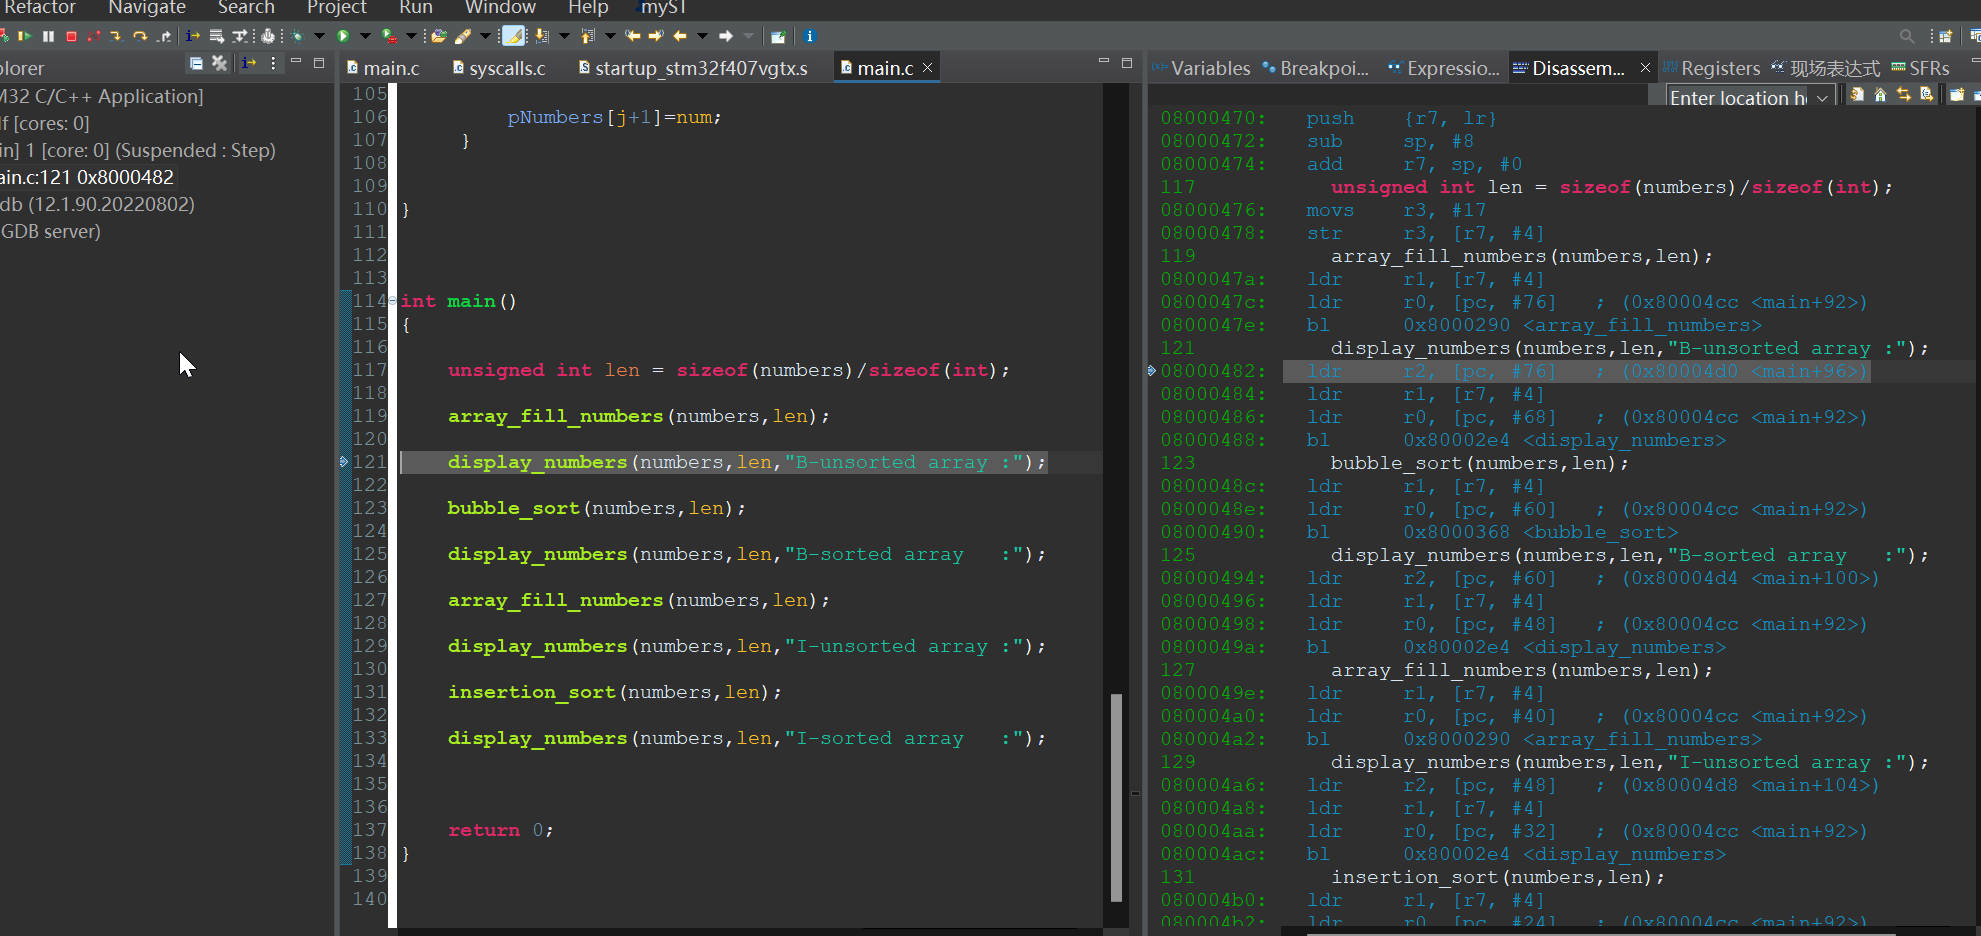 Refactor Navigate Search Project Run Window Help myST
plorer
M32 C/C++ Application]
lf [cores: 0]
in] 1 [core: 0] (Suspended : Step)
ain.c:121 0x8000482
db (12.1.90.20220802)
GDB server)
main.c syscalls.c startup_stm32f407vgtx.s main.c
105
106 pNumbers[j+1]=num;
107 }
108
109
110 }
111
112
113
114 int main()
115 {
116
117 unsigned int len = sizeof(numbers)/sizeof(int);
118
119 array_fill_numbers(numbers,len);
120
121 display_numbers(numbers,len,"B-unsorted array :");
122
123 bubble_sort(numbers,len);
124
125 display_numbers(numbers,len,"B-sorted array   :");
126
127 array_fill_numbers(numbers,len);
128
129 display_numbers(numbers,len,"I-unsorted array :");
130
131 insertion_sort(numbers,len);
132
133 display_numbers(numbers,len,"I-sorted array   :");
134
135
136
137 return 0;
138 }
139
140
Variables Breakpoi... Expressio... Disassem... Registers 现场表达式 SFRs
Enter location h
08000470: push {r7, lr}
08000472: sub sp, #8
08000474: add r7, sp, #0
117 unsigned int len = sizeof(numbers)/sizeof(int);
08000476: movs r3, #17
08000478: str r3, [r7, #4]
119 array_fill_numbers(numbers,len);
0800047a: ldr r1, [r7, #4]
0800047c: ldr r0, [pc, #76] ; (0x80004cc <main+92>)
0800047e: bl 0x8000290 <array_fill_numbers>
121 display_numbers(numbers,len,"B-unsorted array :");
08000482: ldr r2, [pc, #76] ; (0x80004d0 <main+96>)
08000484: ldr r1, [r7, #4]
08000486: ldr r0, [pc, #68] ; (0x80004cc <main+92>)
08000488: bl 0x80002e4 <display_numbers>
123 bubble_sort(numbers,len);
0800048c: ldr r1, [r7, #4]
0800048e: ldr r0, [pc, #60] ; (0x80004cc <main+92>)
08000490: bl 0x8000368 <bubble_sort>
125 display_numbers(numbers,len,"B-sorted array   :");
08000494: ldr r2, [pc, #60] ; (0x80004d4 <main+100>)
08000496: ldr r1, [r7, #4]
08000498: ldr r0, [pc, #48] ; (0x80004cc <main+92>)
0800049a: bl 0x80002e4 <display_numbers>
127 array_fill_numbers(numbers,len);
0800049e: ldr r1, [r7, #4]
080004a0: ldr r0, [pc, #40] ; (0x80004cc <main+92>)
080004a2: bl 0x8000290 <array_fill_numbers>
129 display_numbers(numbers,len,"I-unsorted array :");
080004a6: ldr r2, [pc, #48] ; (0x80004d8 <main+104>)
080004a8: ldr r1, [r7, #4]
080004aa: ldr r0, [pc, #32] ; (0x80004cc <main+92>)
080004ac: bl 0x80002e4 <display_numbers>
131 insertion_sort(numbers,len);
080004b0: ldr r1, [r7, #4]
080004b2: ldr r0, [pc, #24] ; (0x80004cc <main+92>)